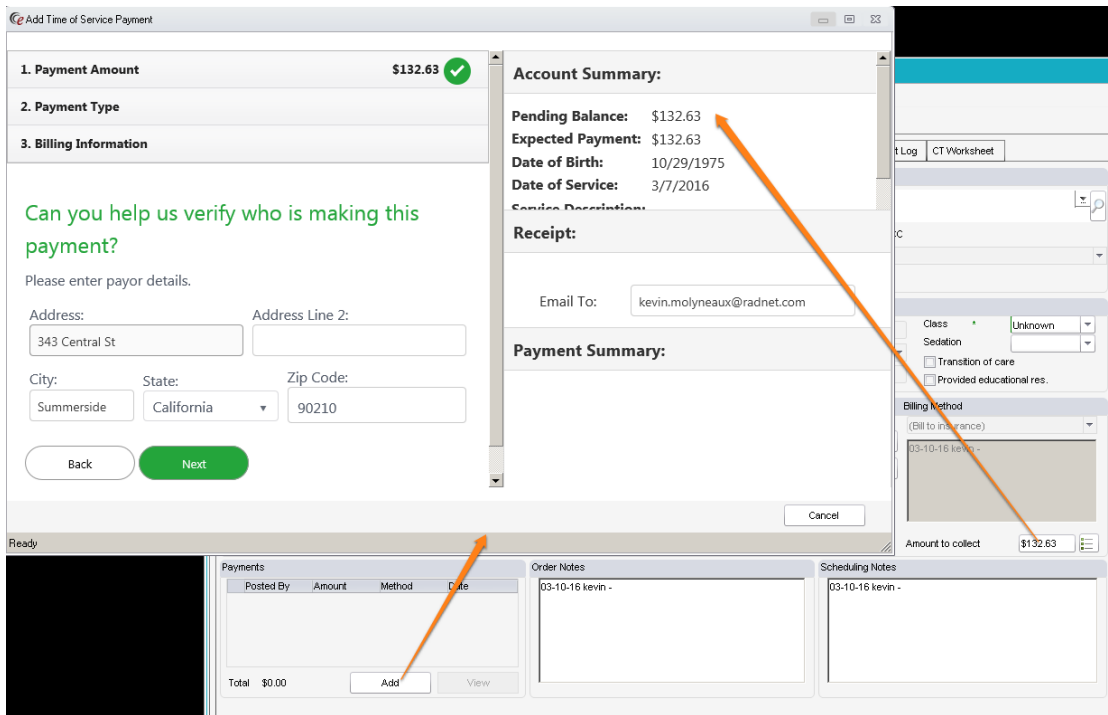 Add Time of Service Payment
1. Payment Amount $132.63
2. Payment Type
3. Billing Information
Can you help us verify who is making this
payment?
Please enter payor details.
Address: Address Line 2:
343 Central St
City: State: Zip Code:
Summerside California 90210
Back Next
Account Summary:
Pending Balance: $132.63
Expected Payment: $132.63
Date of Birth: 10/29/1975
Date of Service: 3/7/2016
Service Description:
Receipt:
Email To: kevin.molyneaux@radnet.com
Payment Summary:
Cancel
Ready
t Log CT Worksheet
Class * Unknown
Sedation
Transition of care
Provided educational res.
Billing Method
(Bill to insurance)
03-10-16 kevin -
Amount to collect $132.63
Payments
Posted By Amount Method Date
Total $0.00 Add View
Order Notes
03-10-16 kevin -
Scheduling Notes
03-10-16 kevin -